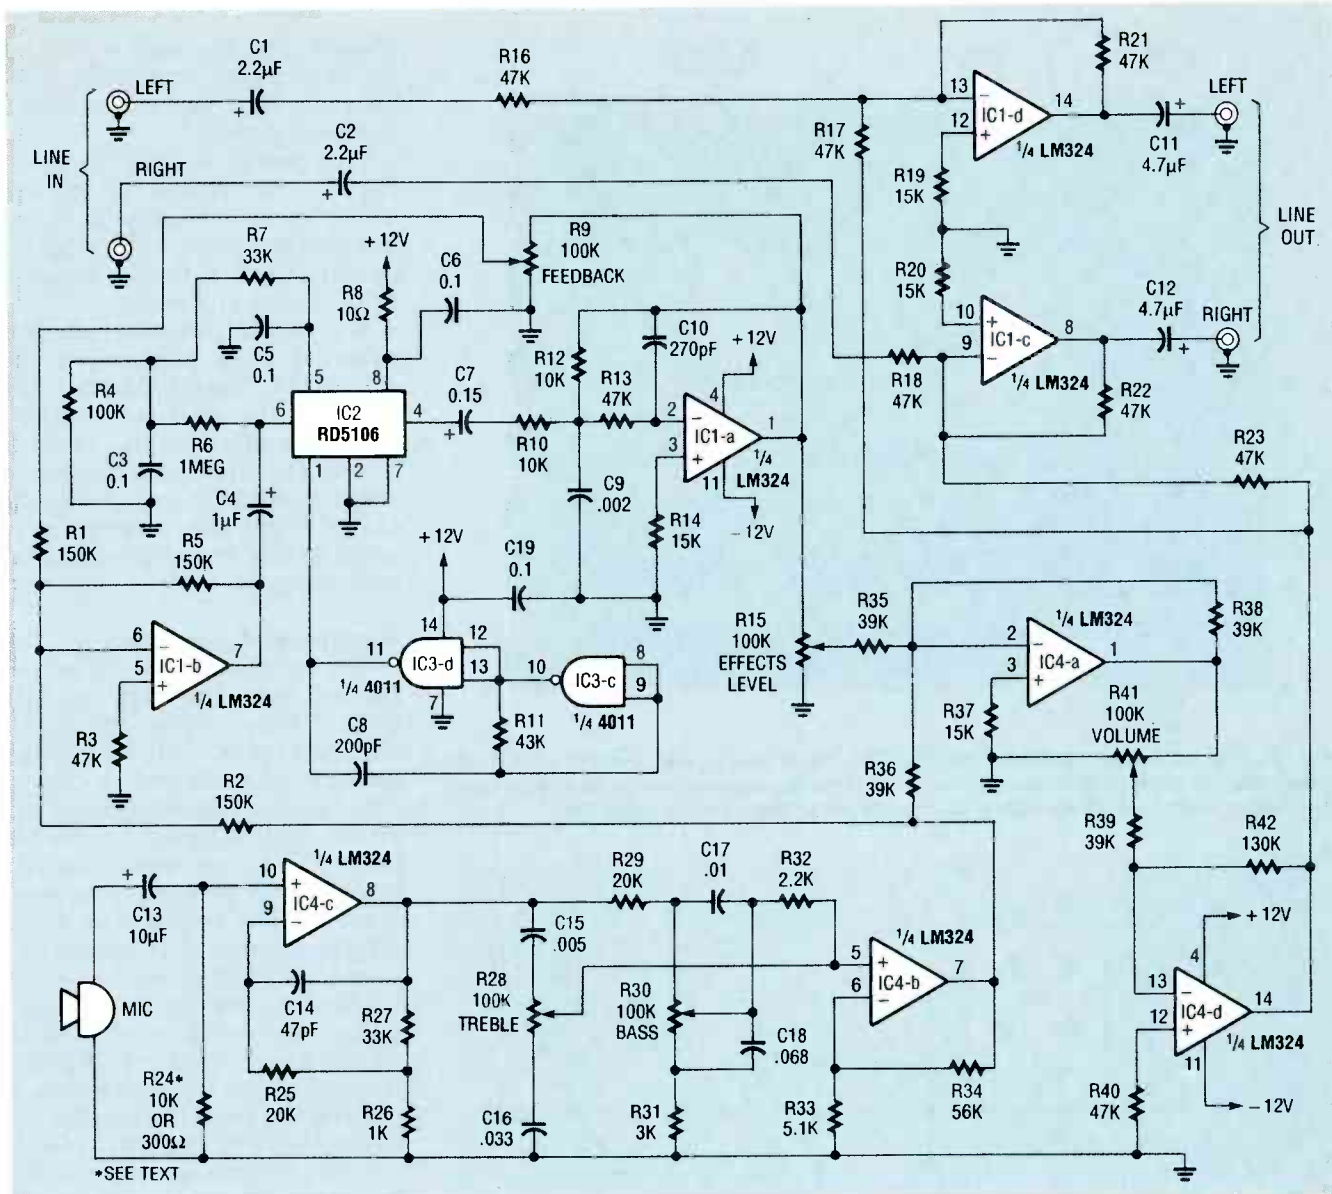 C1
2.2µF
LEFT
R16
47K
R21
47K
13
−
IC1-d
14
12
+
LEFT
C2
2.2µF
R17
47K
¼ LM324
C11
4.7µF
LINE
IN
RIGHT
R19
15K
R7
33K
+12V
R9
100K
FEEDBACK
C6
0.1
LINE
OUT
R8
10Ω
R20
15K
C12
4.7µF
C5
0.1
C10
270pF
+12V
10
+
IC1-c
8
9
−
RIGHT
R12
10K
R4
100K
5
8
C7
0.15
R13
47K
4
R18
47K
¼ LM324
R22
47K
6
IC2
RD5106
4
2
−
IC1-a
1
3
+
R6
1MEG
R10
10K
R23
47K
C3
0.1
1
2
7
11
¼
LM324
C4
1µF
C9
.002
R14
15K
−12V
R1
150K
R5
150K
+12V
C19
0.1
R15
100K
EFFECTS
LEVEL
R35
39K
¼ LM324
R38
39K
6
−
IC1-b
7
5
+
14
12
11
IC3-d
13
10
IC3-c
8
9
2
−
IC4-a
1
3
+
¼ LM324
¼ 4011
7
¼ 4011
R41
100K
VOLUME
R3
47K
C8
200pF
R11
43K
R37
15K
R2
150K
R36
39K
R39
39K
R42
130K
¼ LM324
10
+
IC4-c
8
9
−
R29
20K
C17
.01
R32
2.2K
C13
10µF
C15
.005
¼ LM324
+12V
5
+
IC4-b
7
6
−
4
MIC
C14
47pF
R27
33K
R28
100K
TREBLE
R30
100K
BASS
C18
.068
13
−
IC4-d
14
12
+
¼ LM324
11
R24*
10K
OR
300Ω
R25
20K
R26
1K
C16
.033
R31
3K
R33
5.1K
R34
56K
R40
47K
−12V
*SEE TEXT